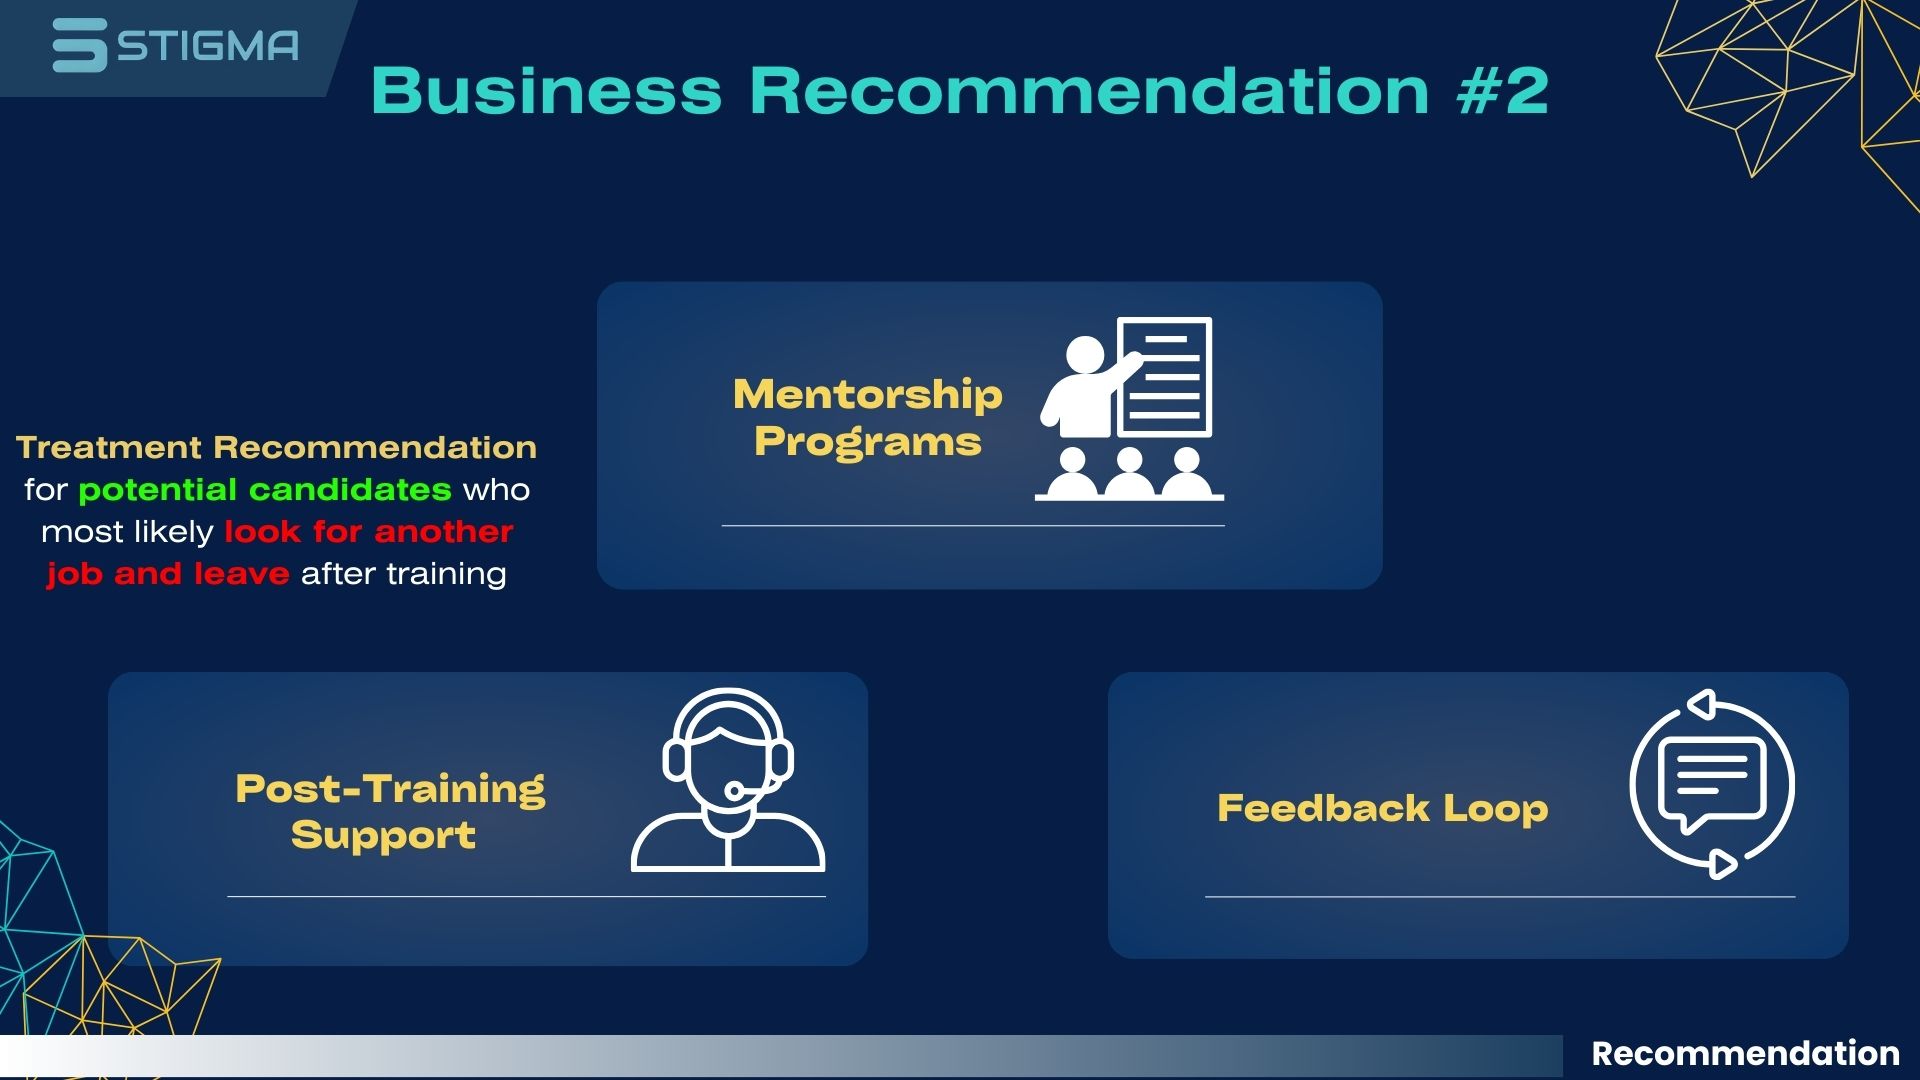 STIGMA
Business Recommendation #2
Treatment Recommendation
for potential candidates who
most likely look for another
job and leave after training
Mentorship
Programs
Post-Training
Support
Feedback Loop
Recommendation